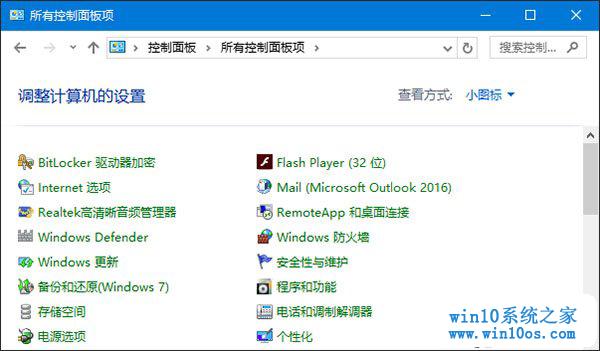 所有控制面板项
控制面板 › 所有控制面板项 ›
搜索控制...
调整计算机的设置
查看方式: 小图标
BitLocker 驱动器加密
Flash Player (32 位)
Internet 选项
Mail (Microsoft Outlook 2016)
Realtek高清晰音频管理器
RemoteApp 和桌面连接
Windows Defender
Windows 防火墙
Windows 更新
安全性与维护
备份和还原(Windows 7)
程序和功能
存储空间
电话和调制解调器
电源选项
个性化
win10系统之家
www.win10os.com